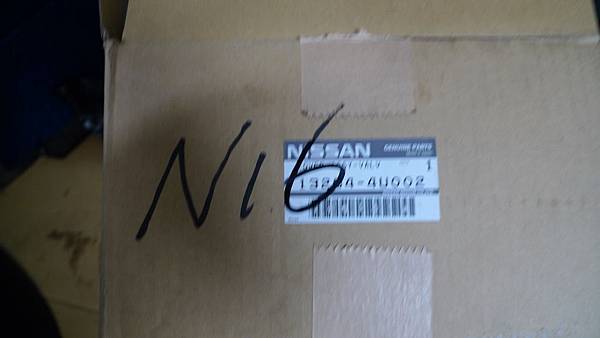 N16
NISSAN GENUINE PARTS
1
13264-4U002